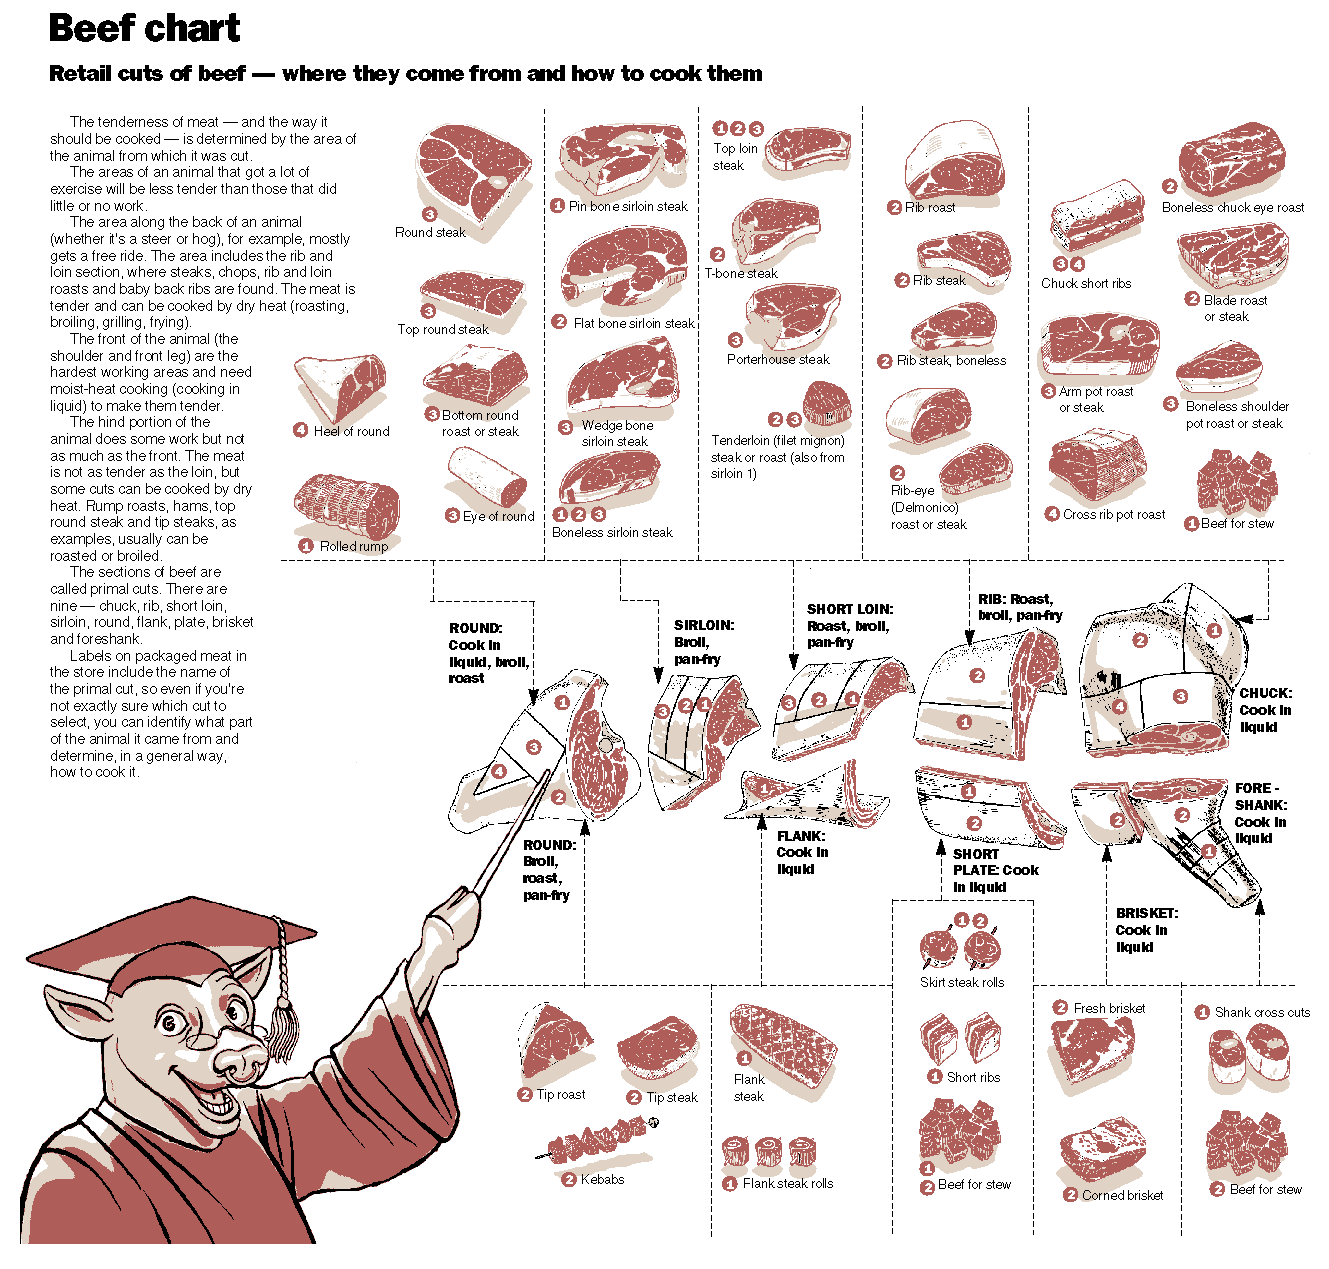 Beef chart
Retail cuts of beef — where they come from and how to cook them
The tenderness of meat — and the way it
should be cooked — is determined by the area of
the animal from which it was cut.
The areas of an animal that got a lot of
exercise will be less tender than those that did
little or no work.
The area along the back of an animal
(whether it's a steer or hog), for example, mostly
gets a free ride. The area includes the rib and
loin section, where steaks, chops, rib and loin
roasts and baby back ribs are found. The meat is
tender and can be cooked by dry heat (roasting,
broiling, grilling, frying).
The front of the animal (the
shoulder and front leg) are the
hardest working areas and need
moist-heat cooking (cooking in
liquid) to make them tender.
The hind portion of the
animal does some work but not
as much as the front. The meat
is not as tender as the loin, but
some cuts can be cooked by dry
heat. Rump roasts, hams, top
round steak and tip steaks, as
examples, usually can be
roasted or broiled.
The sections of beef are
called primal cuts. There are
nine — chuck, rib, short loin,
sirloin, round, flank, plate, brisket
and foreshank.
Labels on packaged meat in
the store include the name of
the primal cut, so even if you're
not exactly sure which cut to
select, you can identify what part
of the animal it came from and
determine, in a general way,
how to cook it.
3
Round steak
3
Top round steak
4 Heel of round
3 Bottom round
roast or steak
3 Eye of round
1 Rolled rump
1 Pin bone sirloin steak
2 Flat bone sirloin steak
3 Wedge bone
sirloin steak
1 2 3
Boneless sirloin steak
1 2 3
Top loin
steak
2
T-bone steak
3
Porterhouse steak
2 3
Tenderloin (filet mignon)
steak or roast (also from
sirloin 1)
2 Rib roast
2 Rib steak
2 Rib steak, boneless
2
Rib-eye
(Delmonico)
roast or steak
2
Boneless chuck eye roast
3 4
Chuck short ribs
2 Blade roast
or steak
3 Arm pot roast
or steak
3 Boneless shoulder
pot roast or steak
4 Cross rib pot roast
1 Beef for stew
ROUND:
Cook in
liquid, broil,
roast
1
3
4
2
SIRLOIN:
Broil,
pan-fry
3 2 1
SHORT LOIN:
Roast, broil,
pan-fry
3 2 1
RIB: Roast,
broil, pan-fry
2
1
2
1
4
3
CHUCK:
Cook in
liquid
ROUND:
Broil,
roast,
pan-fry
1
FLANK:
Cook in
liquid
1
2
SHORT
PLATE: Cook
in liquid
2
BRISKET:
Cook in
liquid
2
1
FORE -
SHANK:
Cook in
liquid
2 Tip roast
2 Tip steak
2 Kebabs
1
Flank
steak
1 Flank steak rolls
1 2
Skirt steak rolls
1 Short ribs
1
2 Beef for stew
2 Fresh brisket
2 Corned brisket
1 Shank cross cuts
2 Beef for stew